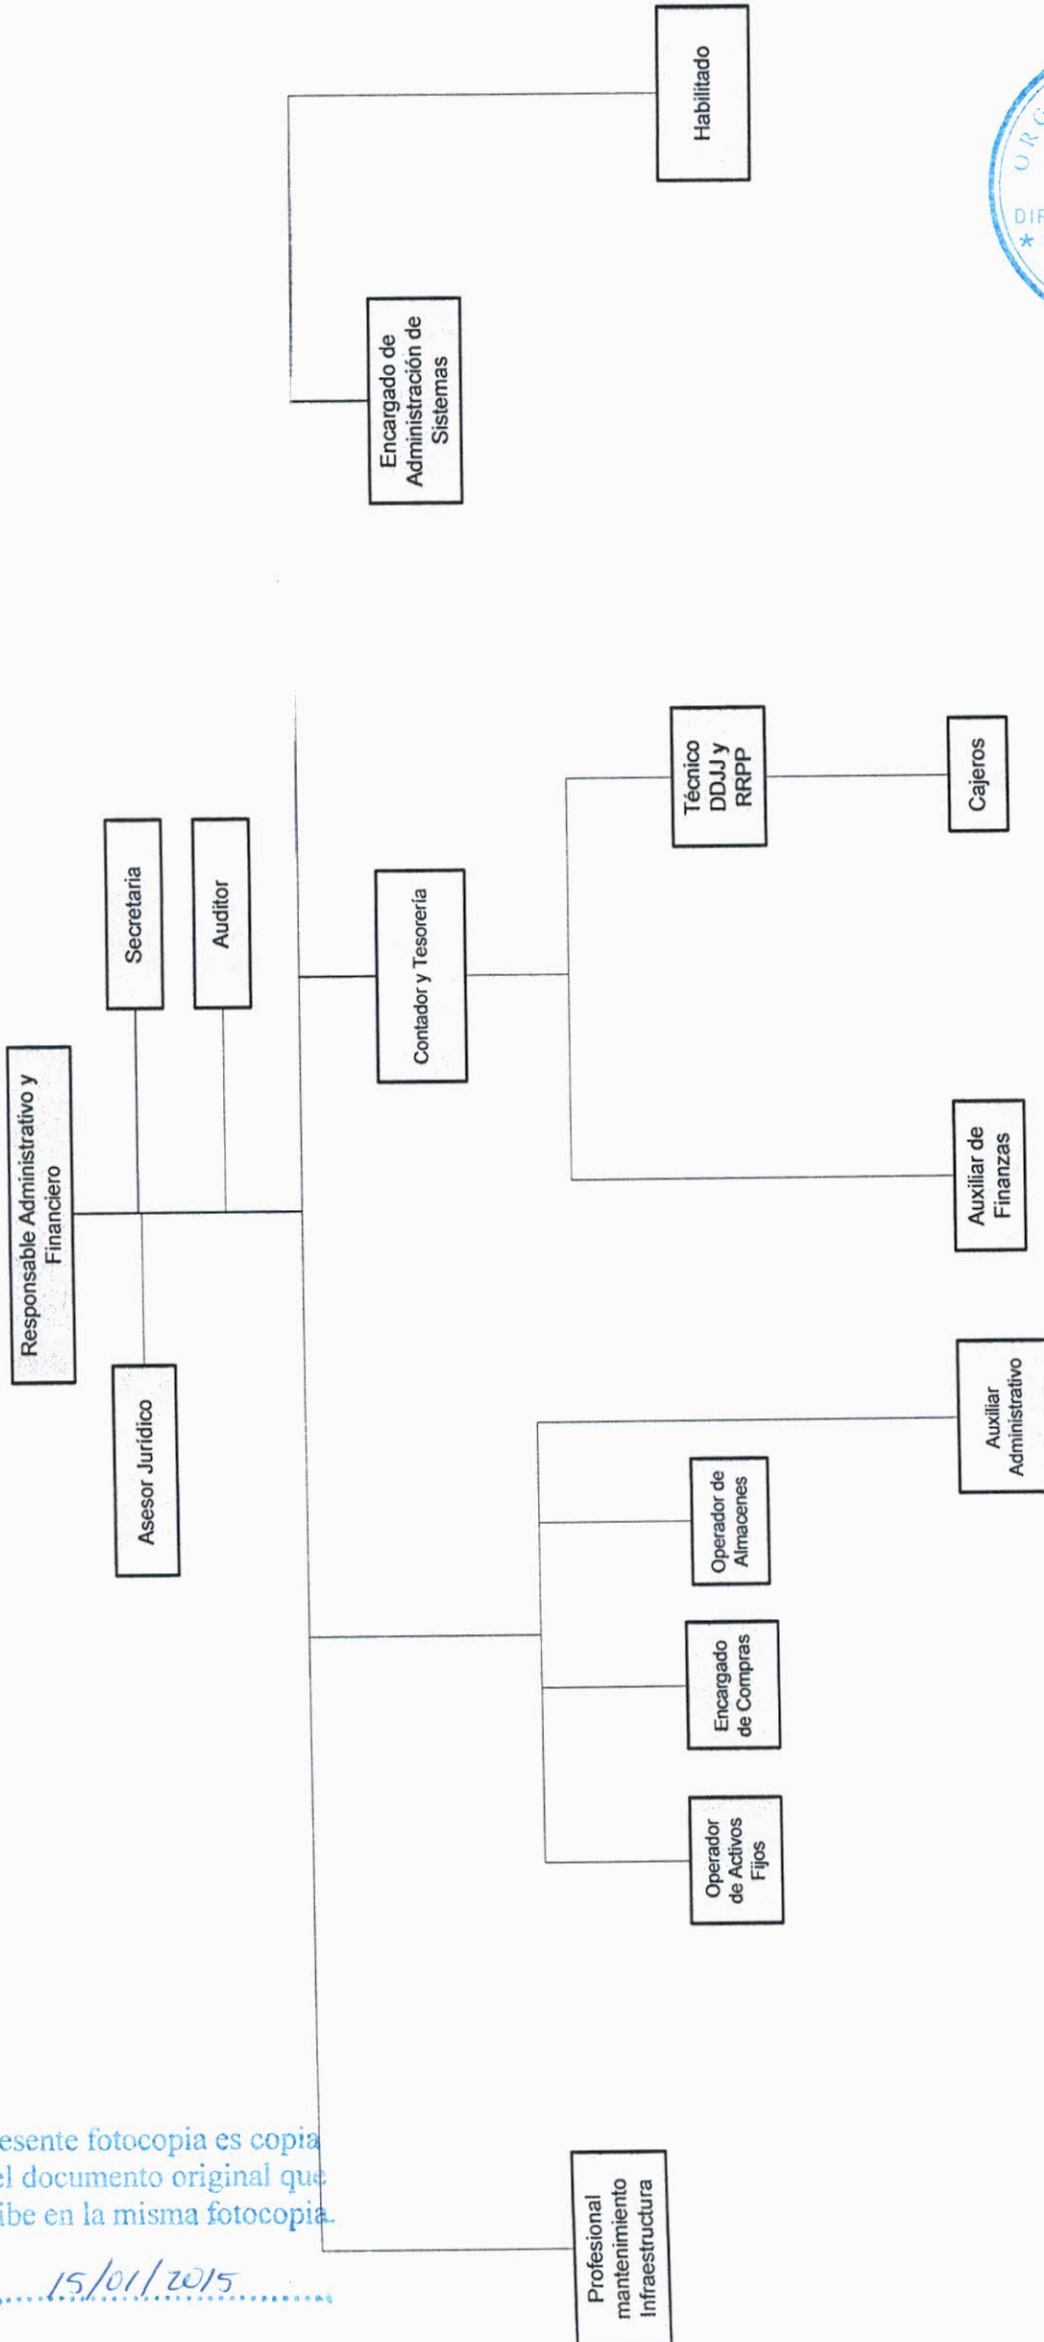 Responsable Administrativo y
Financiero
Asesor Jurídico
Secretaria
Auditor
Profesional
mantenimiento
Infraestructura
Operador
de Activos
Fijos
Encargado
de Compras
Operador de
Almacenes
Auxiliar
Administrativo
Contador y Tesorería
Auxiliar de
Finanzas
Técnico
DDJJ y
RRPP
Cajeros
Encargado de
Administración de
Sistemas
Habilitado
esente fotocopia es copia
el documento original que
ibe en la misma fotocopia.
15/01/2015
ORG
DIR